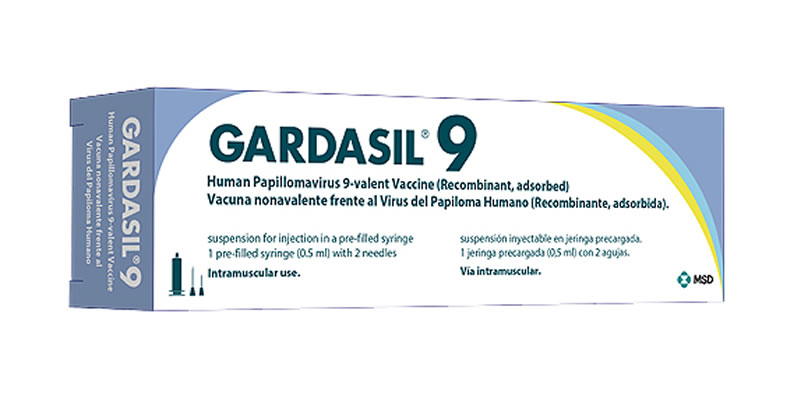 GARDASIL® 9
Human Papillomavirus 9-valent Vaccine (Recombinant, adsorbed)
Vacuna nonavalente frente al Virus del Papiloma Humano (Recombinante, adsorbida).
suspension for injection in a pre-filled syringe
1 pre-filled syringe (0.5 ml) with 2 needles
Intramuscular use.
suspensión inyectable en jeringa precargada.
1 jeringa precargada (0,5 ml) con 2 agujas.
Vía intramuscular.
MSD
GARDASIL® 9
Human Papillomavirus 9-valent Vaccine
Vacuna nonavalente frente al
Virus del Papiloma Humano